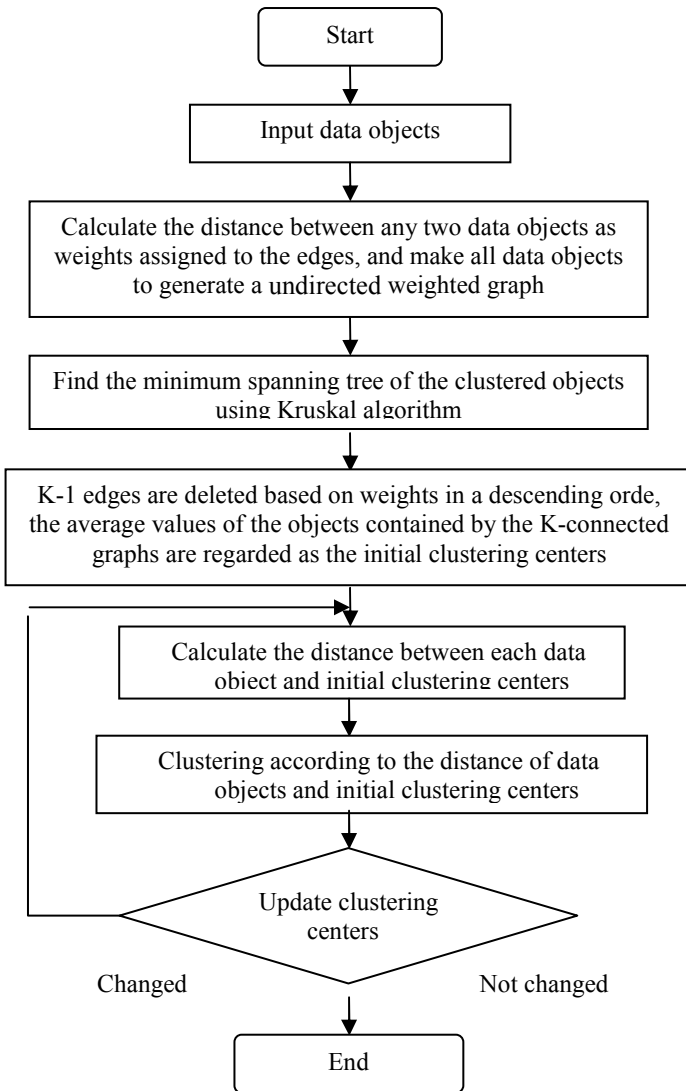 Start
Input data objects
Calculate the distance between any two data objects as
weights assigned to the edges, and make all data objects
to generate a undirected weighted graph
Find the minimum spanning tree of the clustered objects
using Kruskal algorithm
K-1 edges are deleted based on weights in a descending orde,
the average values of the objects contained by the K-connected
graphs are regarded as the initial clustering centers
Calculate the distance between each data
object and initial clustering centers
Clustering according to the distance of data
objects and initial clustering centers
Update clustering
centers
Changed
Not changed
End